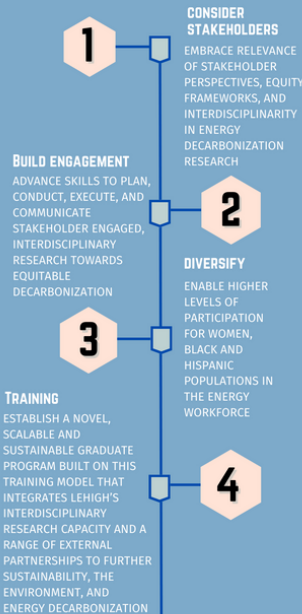 1
CONSIDER
STAKEHOLDERS
EMBRACE RELEVANCE
OF STAKEHOLDER
PERSPECTIVES, EQUITY
FRAMEWORKS, AND
INTERDISCIPLINARITY
IN ENERGY
DECARBONIZATION
RESEARCH
2
BUILD ENGAGEMENT
ADVANCE SKILLS TO PLAN,
CONDUCT, EXECUTE, AND
COMMUNICATE
STAKEHOLDER ENGAGED,
INTERDISCIPLINARY
RESEARCH TOWARDS
EQUITABLE
DECARBONIZATION
3
DIVERSIFY
ENABLE HIGHER
LEVELS OF
PARTICIPATION
FOR WOMEN,
BLACK AND
HISPANIC
POPULATIONS IN
THE ENERGY
WORKFORCE
4
TRAINING
ESTABLISH A NOVEL,
SCALABLE AND
SUSTAINABLE GRADUATE
PROGRAM BUILT ON THIS
TRAINING MODEL THAT
INTEGRATES LEHIGH'S
INTERDISCIPLINARY
RESEARCH CAPACITY AND A
RANGE OF EXTERNAL
PARTNERSHIPS TO FURTHER
SUSTAINABILITY, THE
ENVIRONMENT, AND
ENERGY DECARBONIZATION